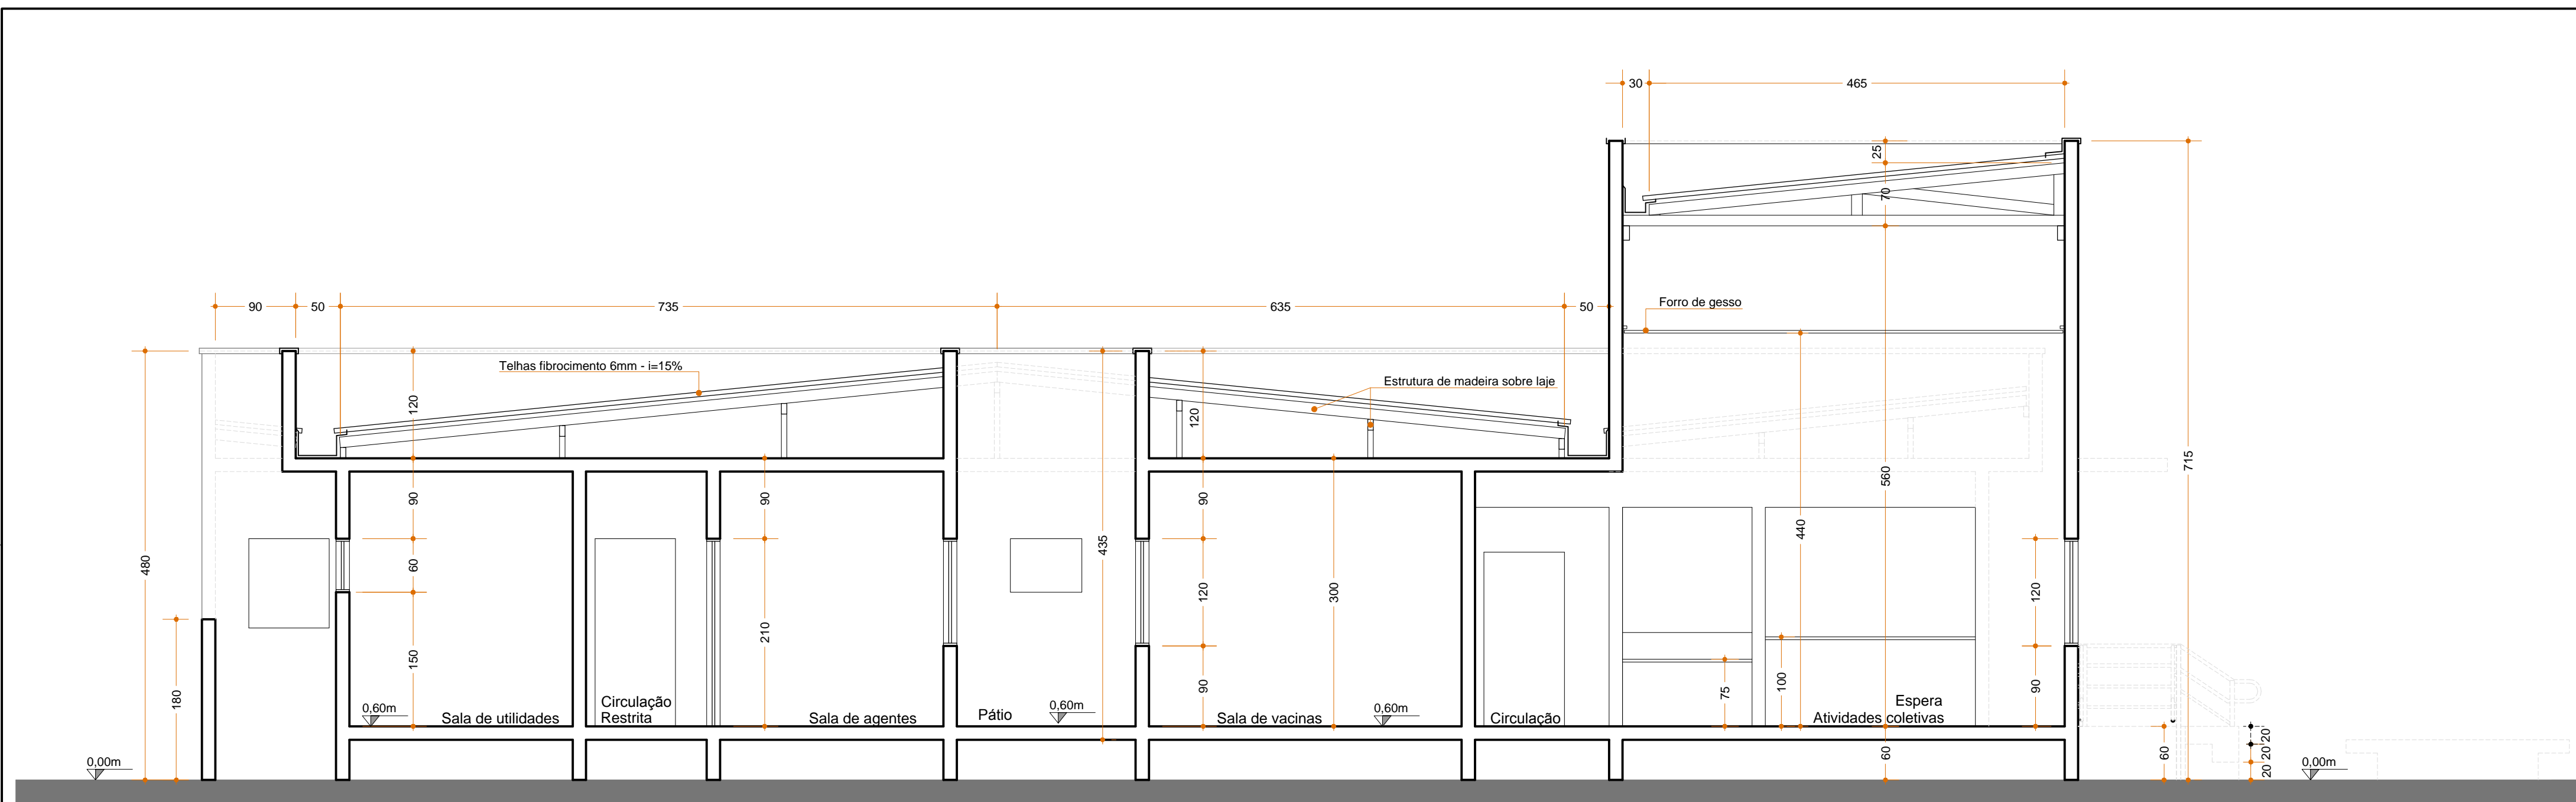 30
465
25
70
90
50
735
635
50
Forro de gesso
Telhas fibrocimento 6mm - i=15%
Estrutura de madeira sobre laje
120
120
715
480
90
90
435
90
560
440
60
210
120
300
120
180
150
90
75
100
90
0,60m
Sala de utilidades
Circulação
Restrita
Sala de agentes
Pátio
0,60m
Sala de vacinas
0,60m
Circulação
Espera
Atividades coletivas
0,00m
60
60
20
20
20
0,00m